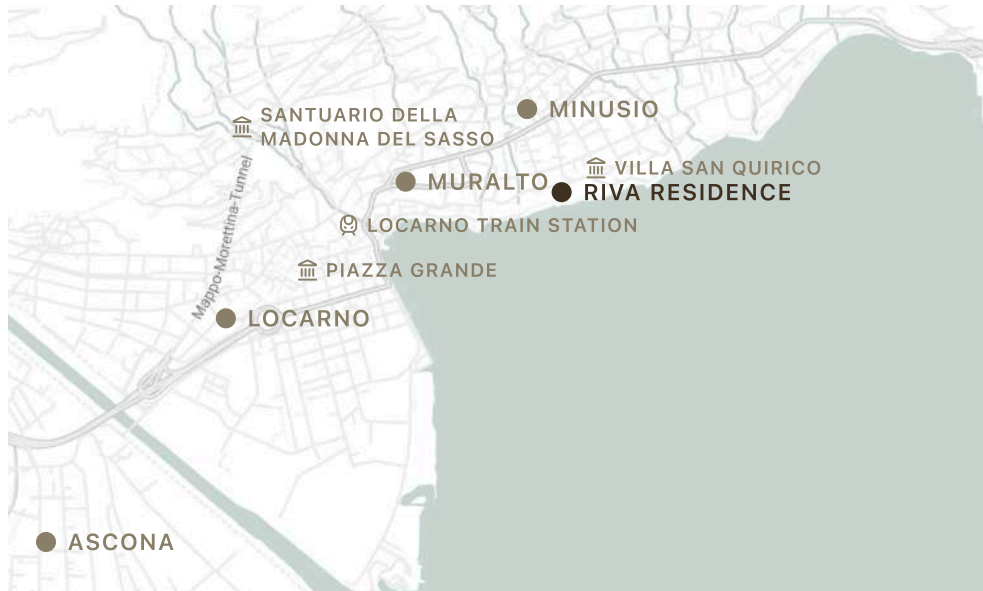 SANTUARIO DELLA
MADONNA DEL SASSO
MINUSIO
VILLA SAN QUIRICO
MURALTO
RIVA RESIDENCE
LOCARNO TRAIN STATION
Mappo-Morettina-Tunnel
PIAZZA GRANDE
LOCARNO
ASCONA